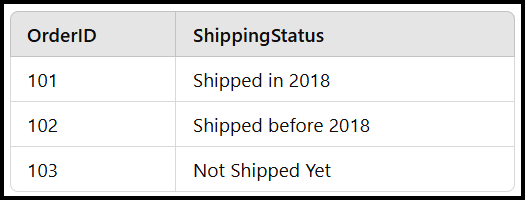 OrderID ShippingStatus
101 Shipped in 2018
102 Shipped before 2018
103 Not Shipped Yet